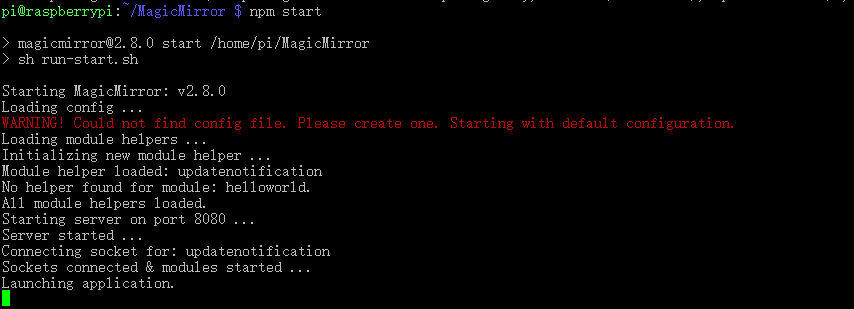 pi@raspberrypi:~/MagicMirror $ npm start
> magicmirror@2.8.0 start /home/pi/MagicMirror
> sh run-start.sh
Starting MagicMirror: v2.8.0
Loading config ...
WARNING! Could not find config file. Please create one. Starting with default configuration.
Loading module helpers ...
Initializing new module helper ...
Module helper loaded: updatenotification
No helper found for module: helloworld.
All module helpers loaded.
Starting server on port 8080 ...
Server started ...
Connecting socket for: updatenotification
Sockets connected & modules started ...
Launching application.